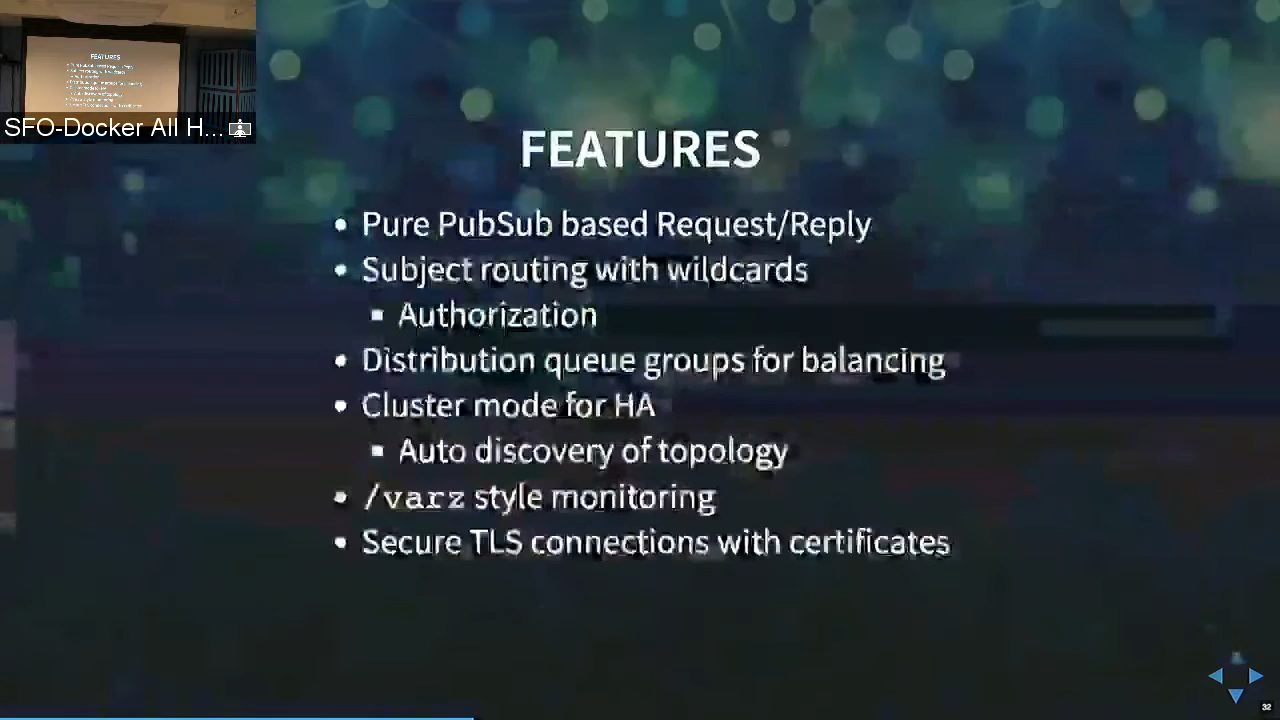 SFO-Docker All H...
FEATURES
• Pure PubSub based Request/Reply
• Subject routing with wildcards
▪ Authorization
• Distribution queue groups for balancing
• Cluster mode for HA
▪ Auto discovery of topology
• /varz style monitoring
• Secure TLS connections with certificates
32